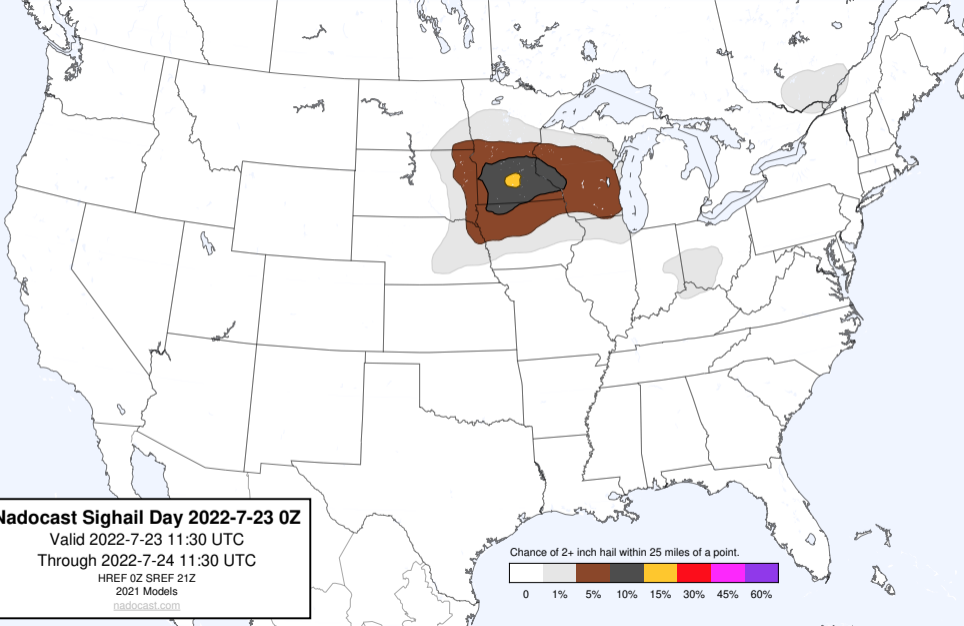 Nadocast Sighail Day 2022-7-23 0Z
Valid 2022-7-23 11:30 UTC
Through 2022-7-24 11:30 UTC
HREF 0Z SREF 21Z
2021 Models
nadocast.com
Chance of 2+ inch hail within 25 miles of a point.
0 1% 5% 10% 15% 30% 45% 60%